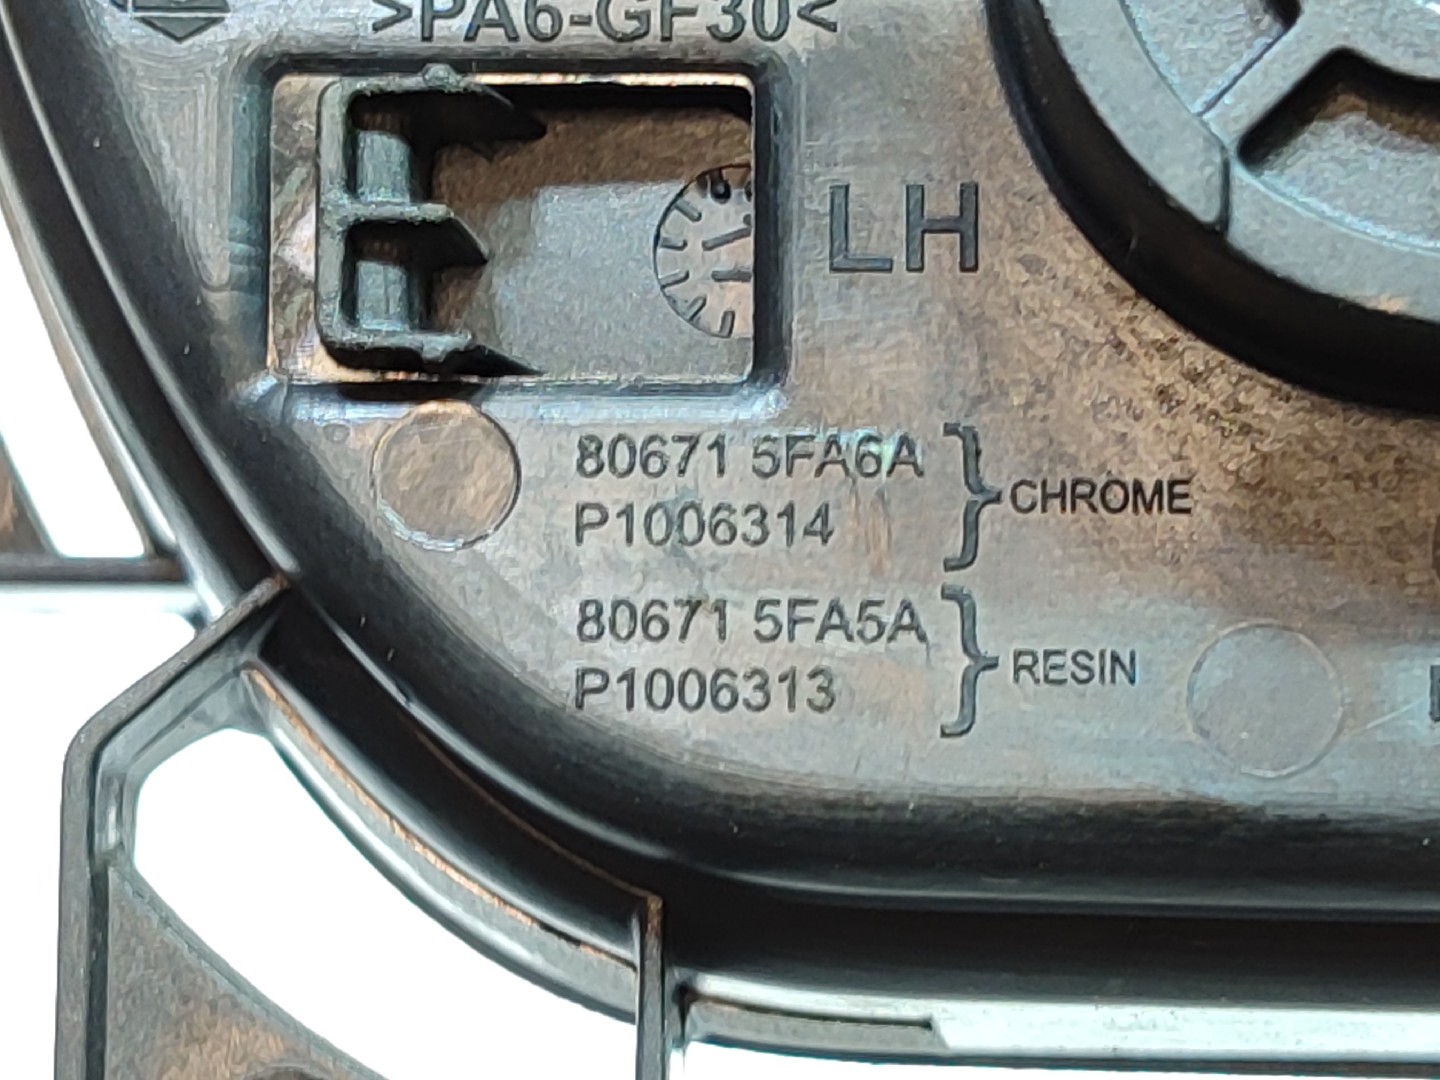 >PA6-GF30<
LH
80671 5FA6A
P1006314
CHROME
80671 5FA5A
P1006313
RESIN